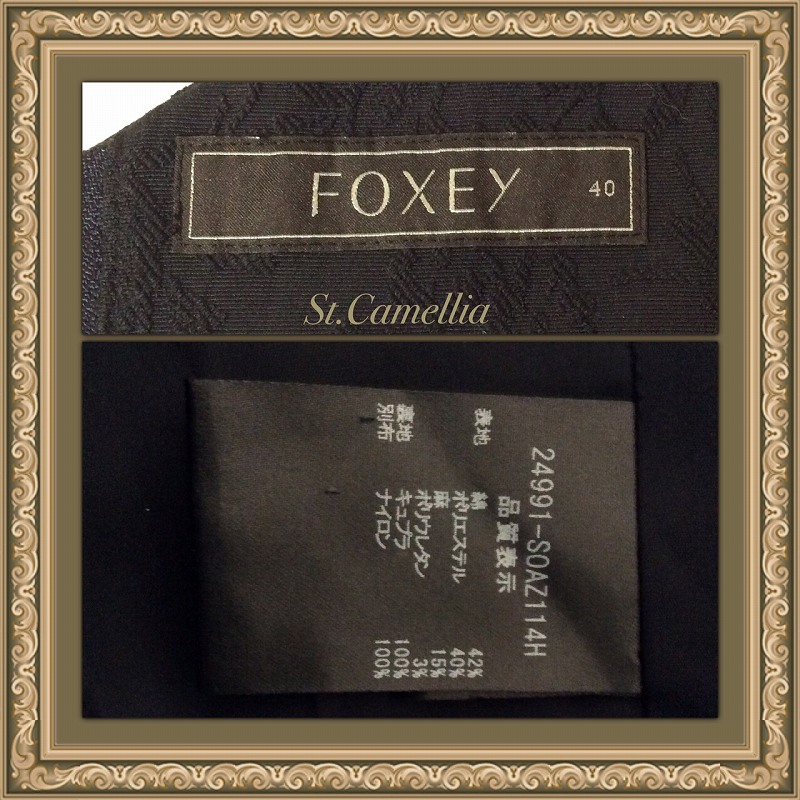 FOXEY 40
St.Camellia
24991-SOAZ114H
品質表示
表地 綿 42%
ポリエステル 40%
麻 15%
ポリウレタン 3%
裏地 キュプラ 100%
別布 ナイロン 100%